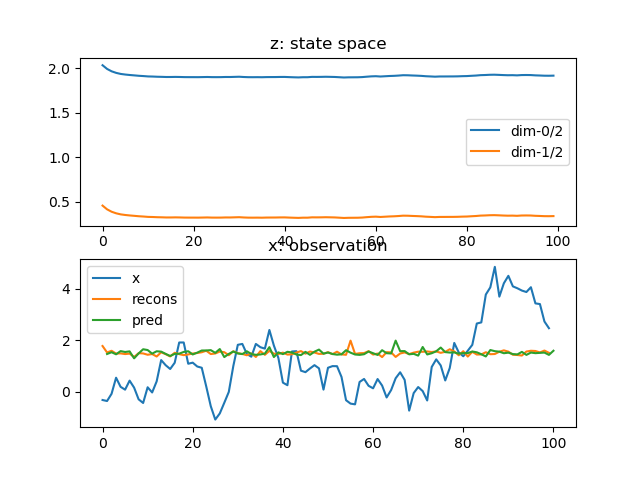 z: state space
2.0
1.5
1.0
0.5
dim-0/2
dim-1/2
0 20 40 60 80 100
x: observation
4
2
0
x
recons
pred
0 20 40 60 80 100